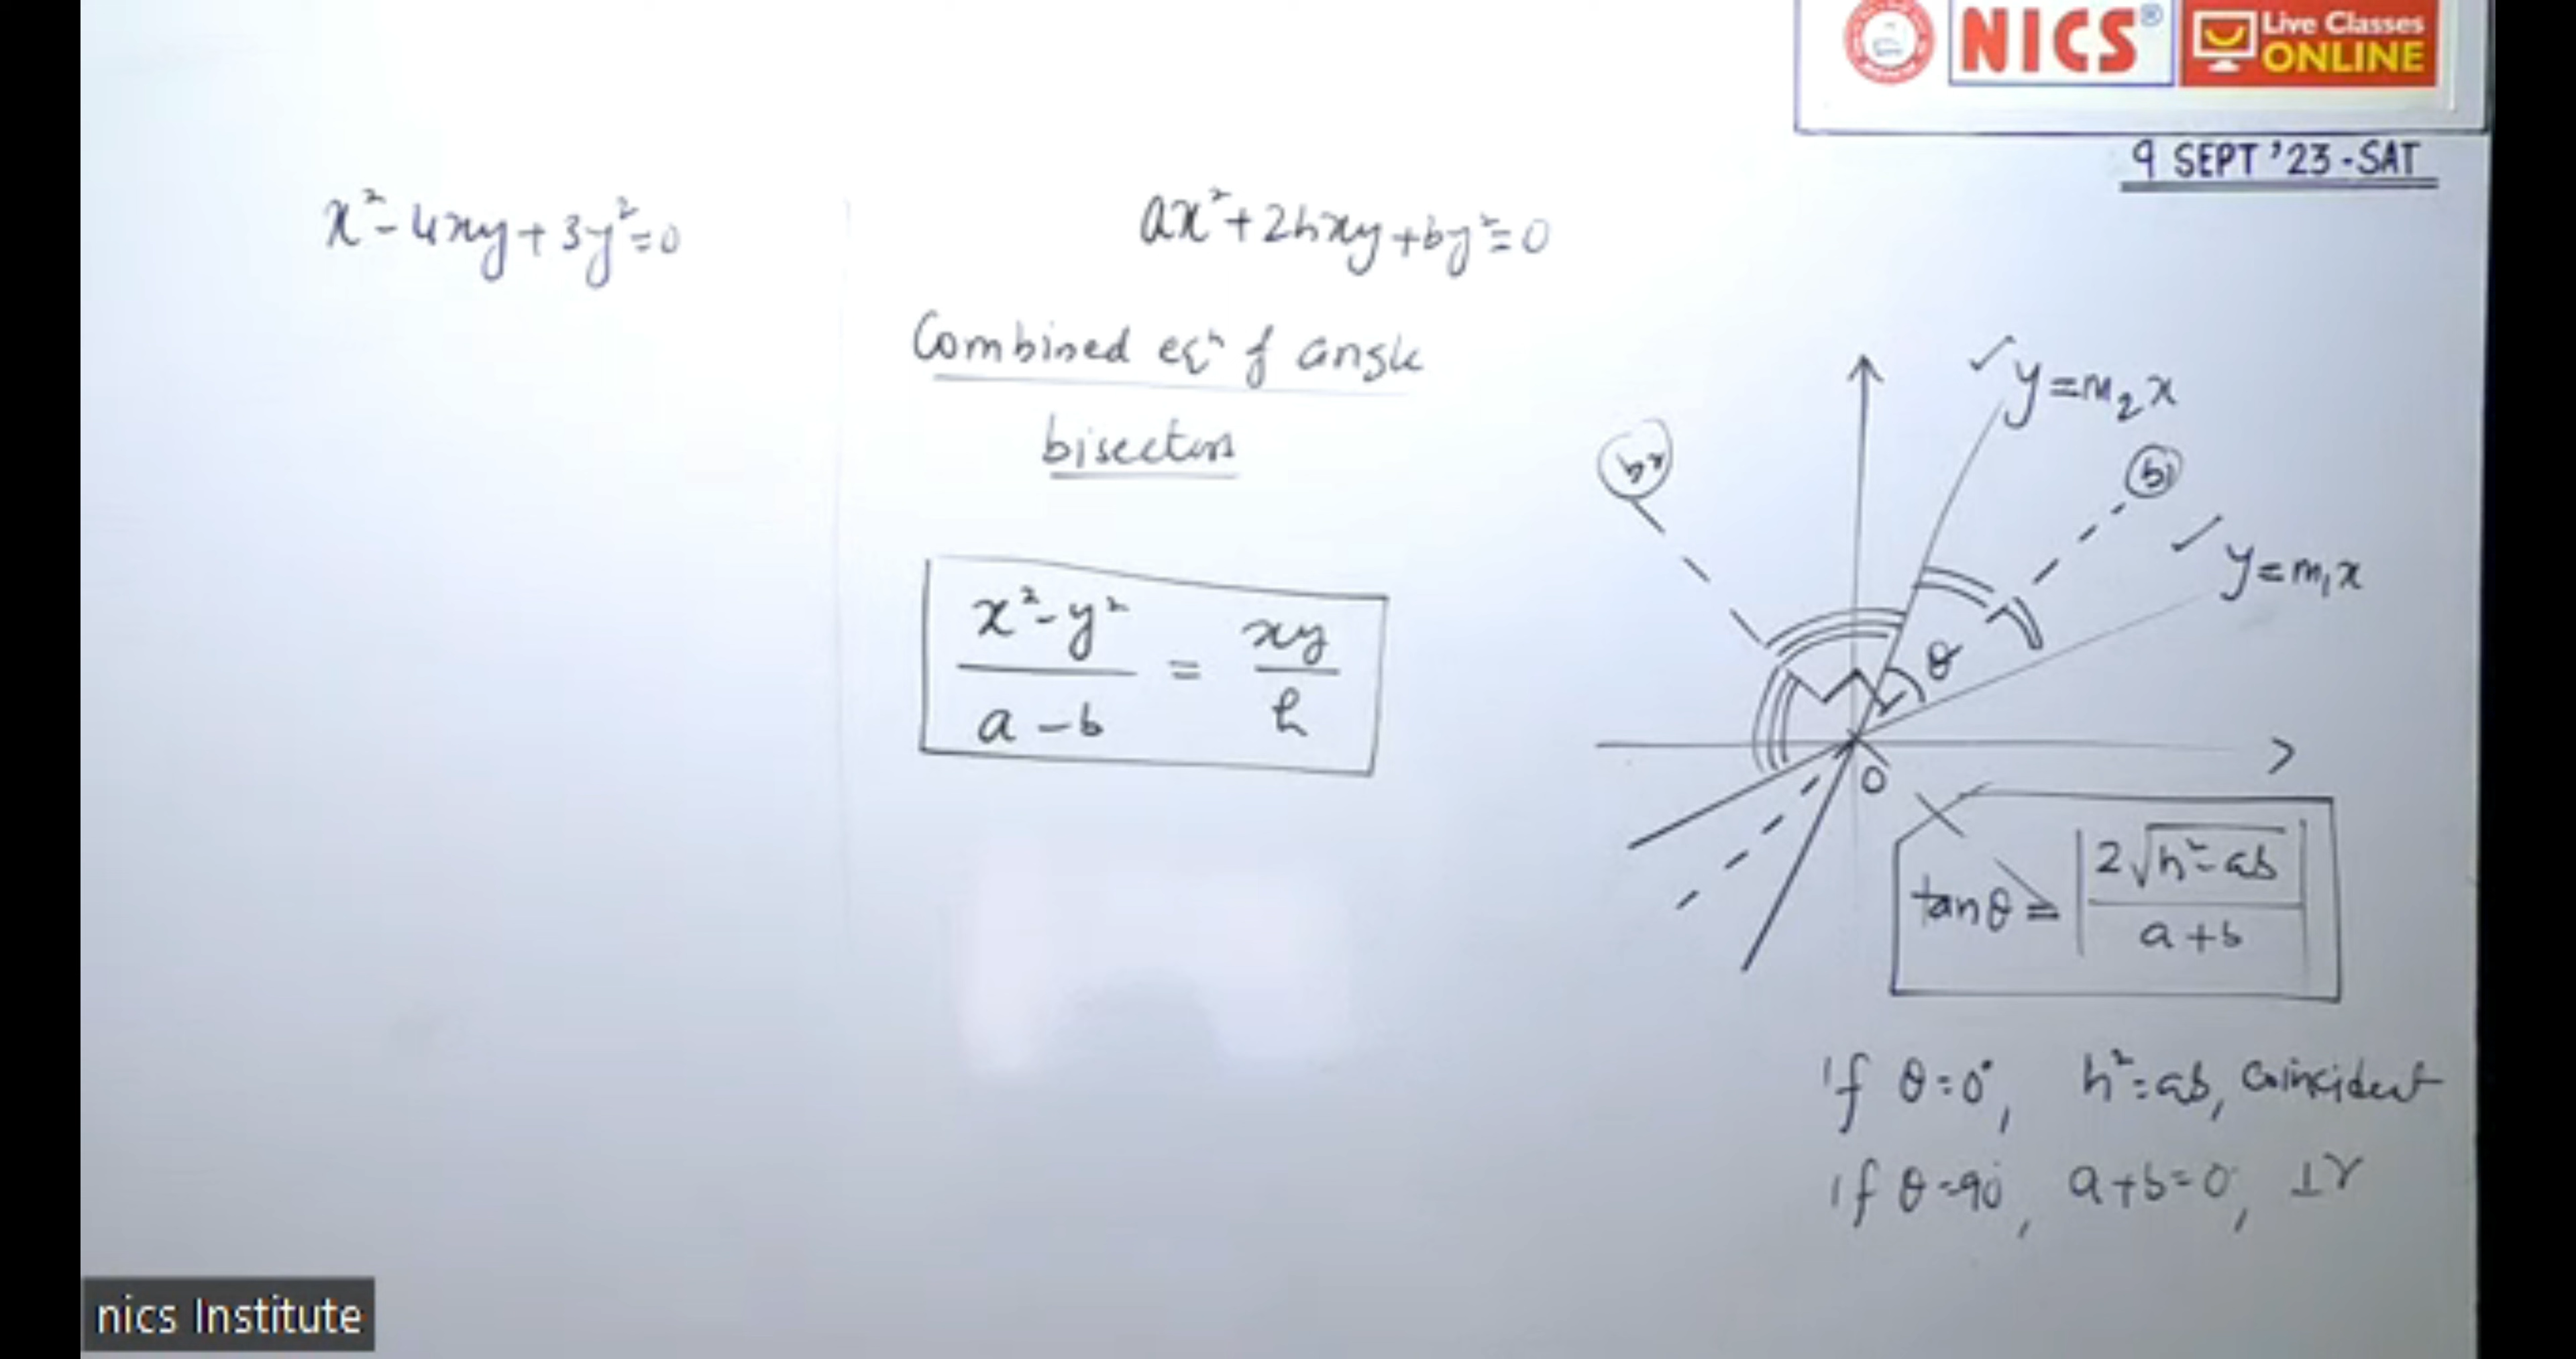 NICS® Live Classes
ONLINE
9 SEPT '23 - SAT
x² - 4xy + 3y² = 0
ax² + 2hxy + by² = 0
Combined eqⁿ of angle
bisectors
x² - y² / a - b = xy / h
y = m₂x
y = m₁x
b₂
b₁
θ
O
tan θ = | 2√h² - ab / a + b |
If θ = 0°, h² = ab, Coincident
If θ = 90°, a + b = 0, ⊥r
nics Institute